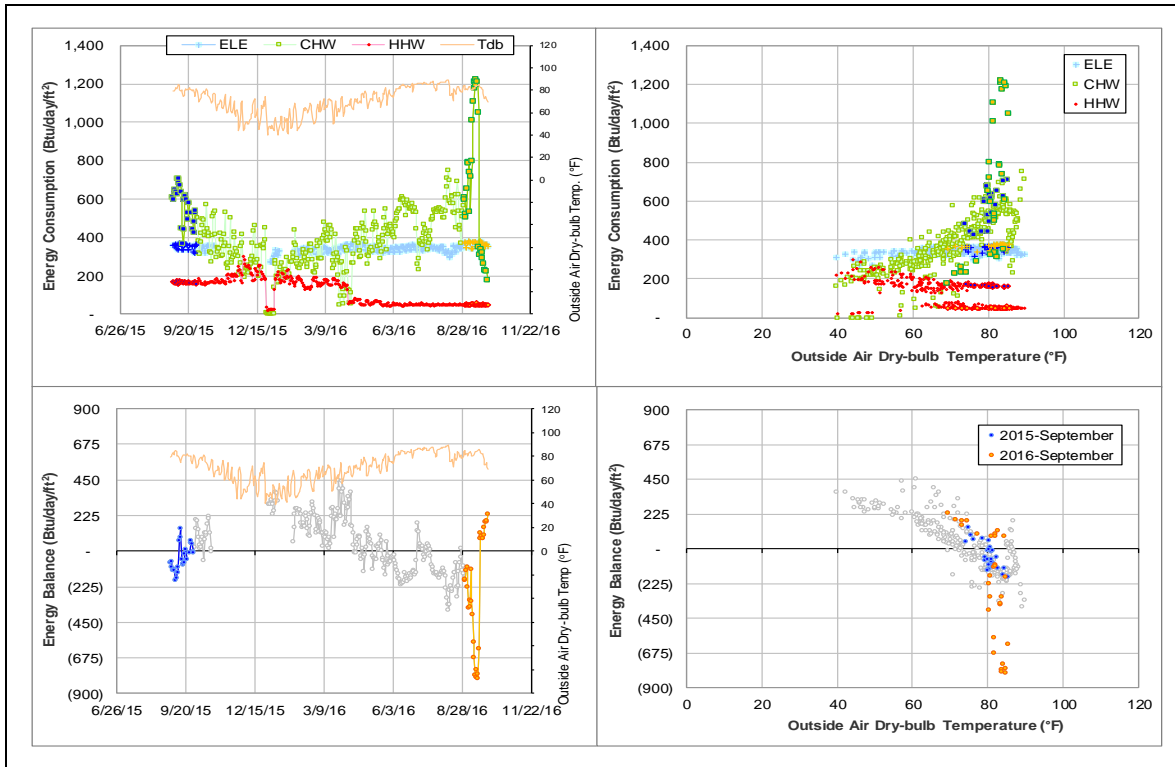 ELE CHW HHW Tdb
Energy Consumption (Btu/day/ft²)
1,400
1,200
1,000
800
600
400
200
-
120
100
80
60
40
20
0
Outside Air Dry-bulb Temp. (°F)
6/26/15 9/20/15 12/15/15 3/9/16 6/3/16 8/28/16 11/22/16
Energy Consumption (Btu/day/ft²)
1,400
1,200
1,000
800
600
400
200
-
ELE
CHW
HHW
0 20 40 60 80 100 120
Outside Air Dry-bulb Temperature (°F)
Energy Balance (Btu/day/ft²)
900
675
450
225
-
(225)
(450)
(675)
(900)
120
100
80
60
40
20
0
Outside Air Dry-bulb Temp (°F)
6/26/15 9/20/15 12/15/15 3/9/16 6/3/16 8/28/16 11/22/16
Energy Balance (Btu/day/ft²)
900
675
450
225
-
(225)
(450)
(675)
(900)
2015-September
2016-September
0 20 40 60 80 100 120
Outside Air Dry-bulb Temperature (°F)